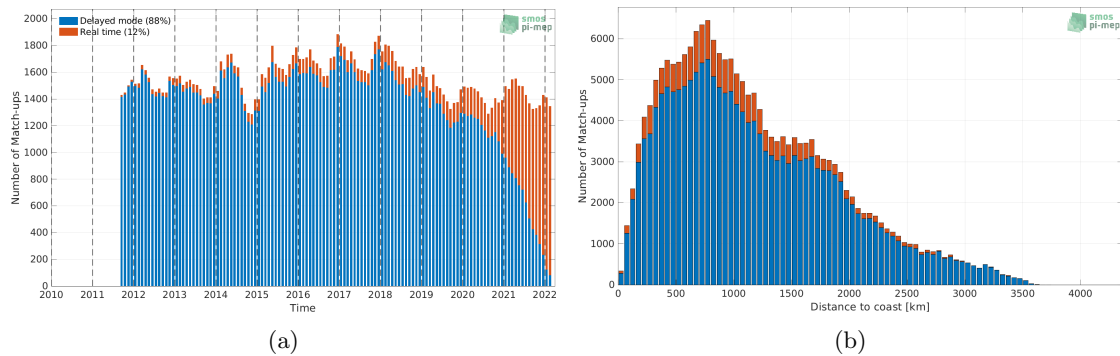 Delayed mode (88%)
Real time (12%)
smos
pi-mep
2000
1800
1600
1400
1200
1000
800
600
400
200
0
Number of Match-ups
2010 2011 2012 2013 2014 2015 2016 2017 2018 2019 2020 2021 2022
Time
(a)
smos
pi-mep
6000
5000
4000
3000
2000
1000
0
Number of Match-ups
0 500 1000 1500 2000 2500 3000 3500 4000
Distance to coast [km]
(b)